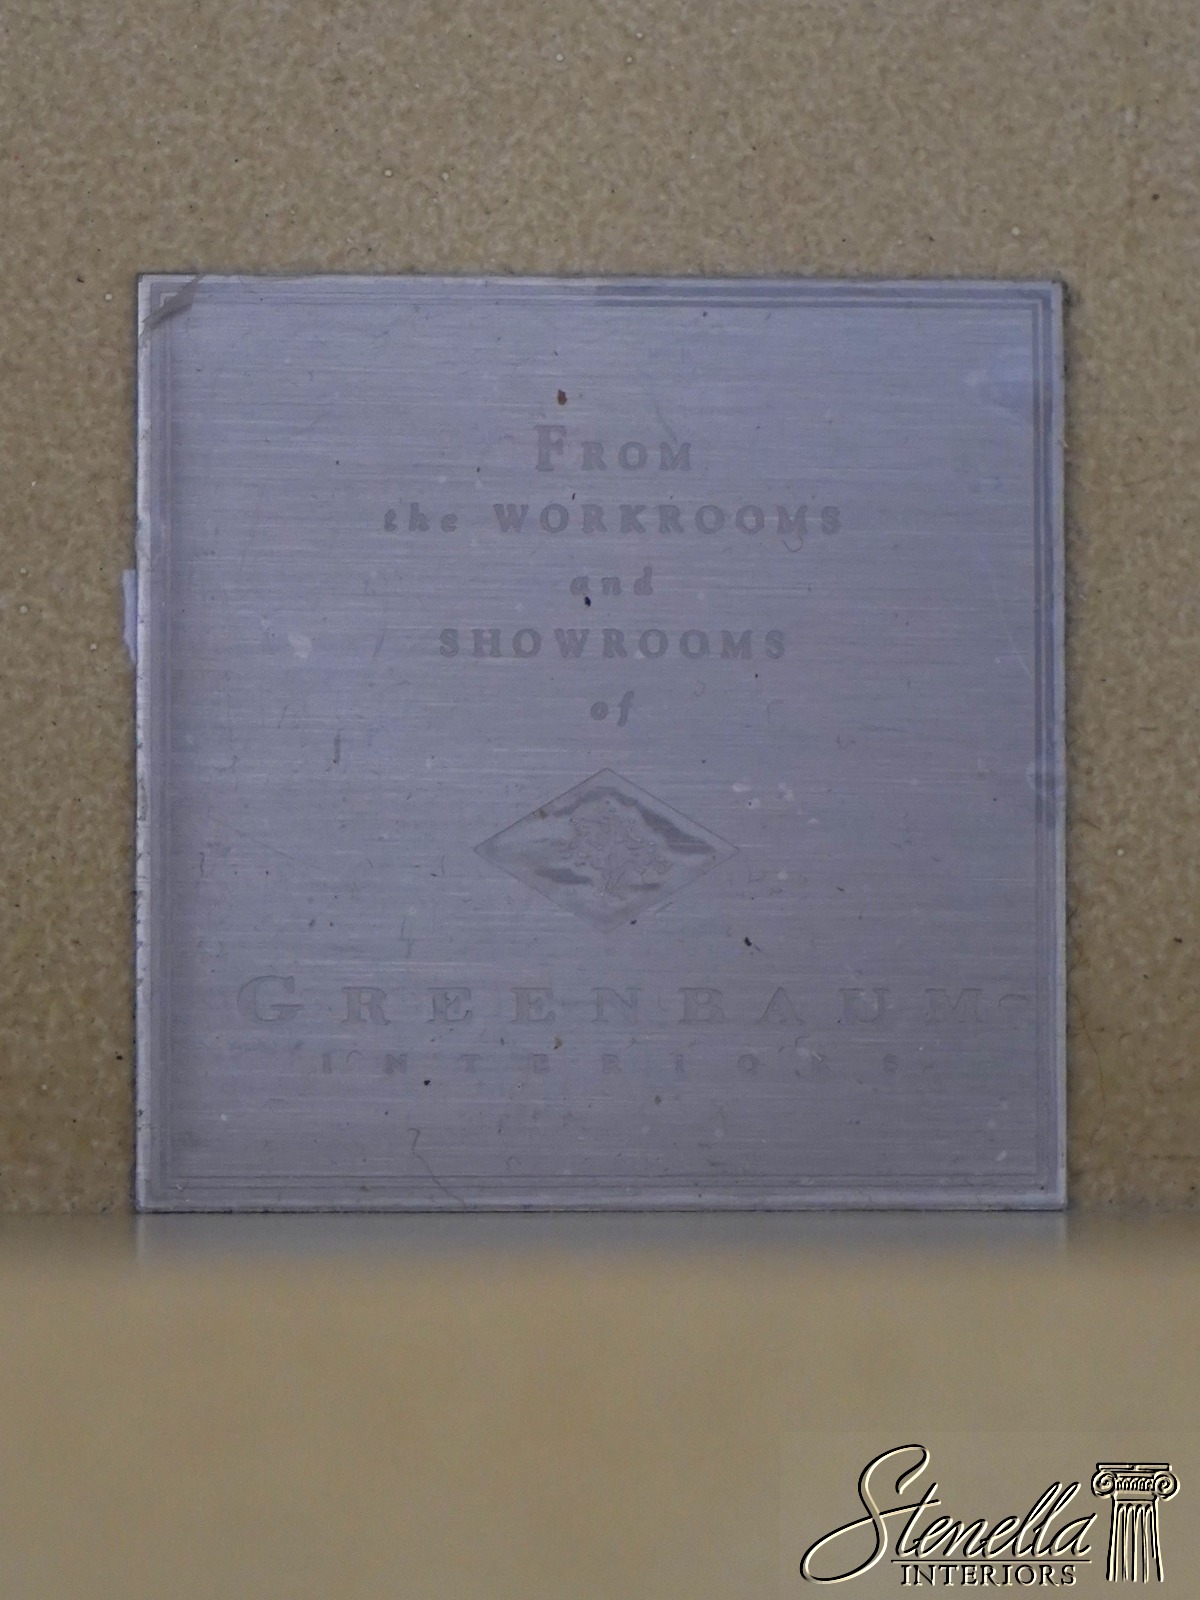 FROM
the WORKROOMS
and
SHOWROOMS
of
GREENBAUM
INTERIORS
Stenella
INTERIORS